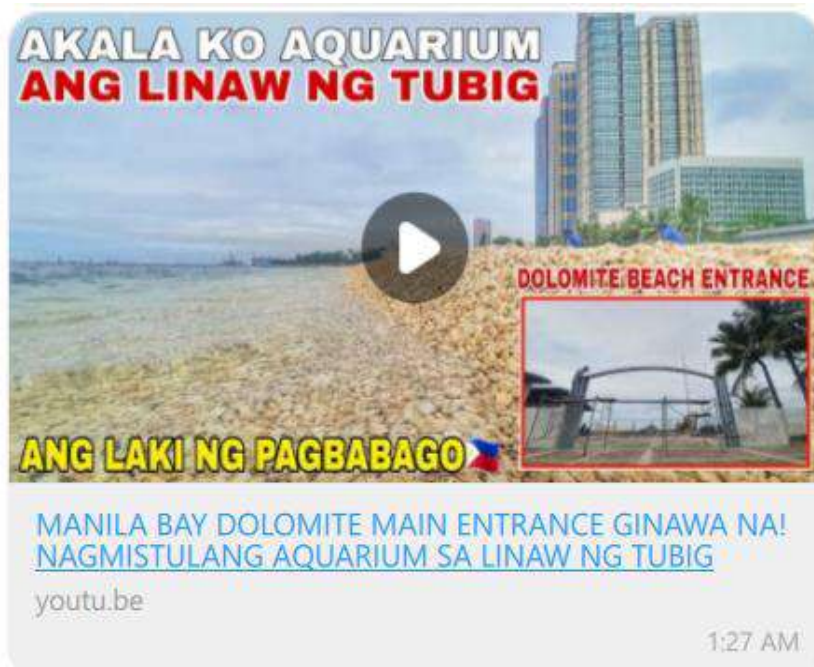 AKALA KO AQUARIUM
ANG LINAW NG TUBIG
DOLOMITE BEACH ENTRANCE
ANG LAKI NG PAGBABAGO
MANILA BAY DOLOMITE MAIN ENTRANCE GINAWA NA!
NAGMISTULANG AQUARIUM SA LINAW NG TUBIG
youtu.be
1:27 AM